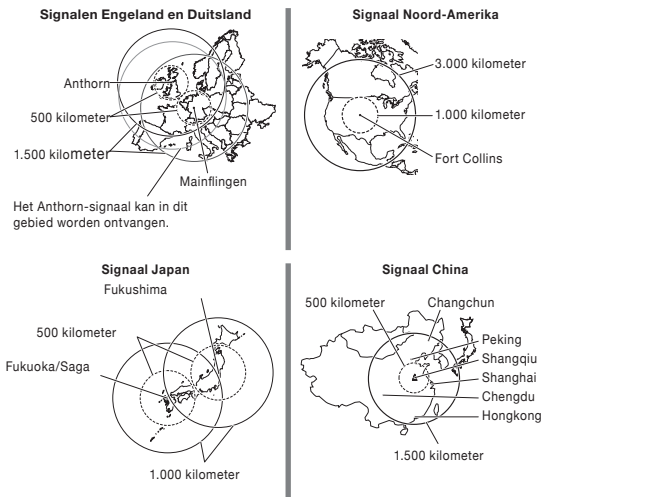 Signalen Engeland en Duitsland
Anthorn
500 kilometer
1.500 kilometer
Mainflingen
Het Anthorn-signaal kan in dit
gebied worden ontvangen.
Signaal Noord-Amerika
3.000 kilometer
1.000 kilometer
Fort Collins
Signaal Japan
Fukushima
500 kilometer
Fukuoka/Saga
1.000 kilometer
Signaal China
500 kilometer
Changchun
Peking
Shangqiu
Shanghai
Chengdu
Hongkong
1.500 kilometer